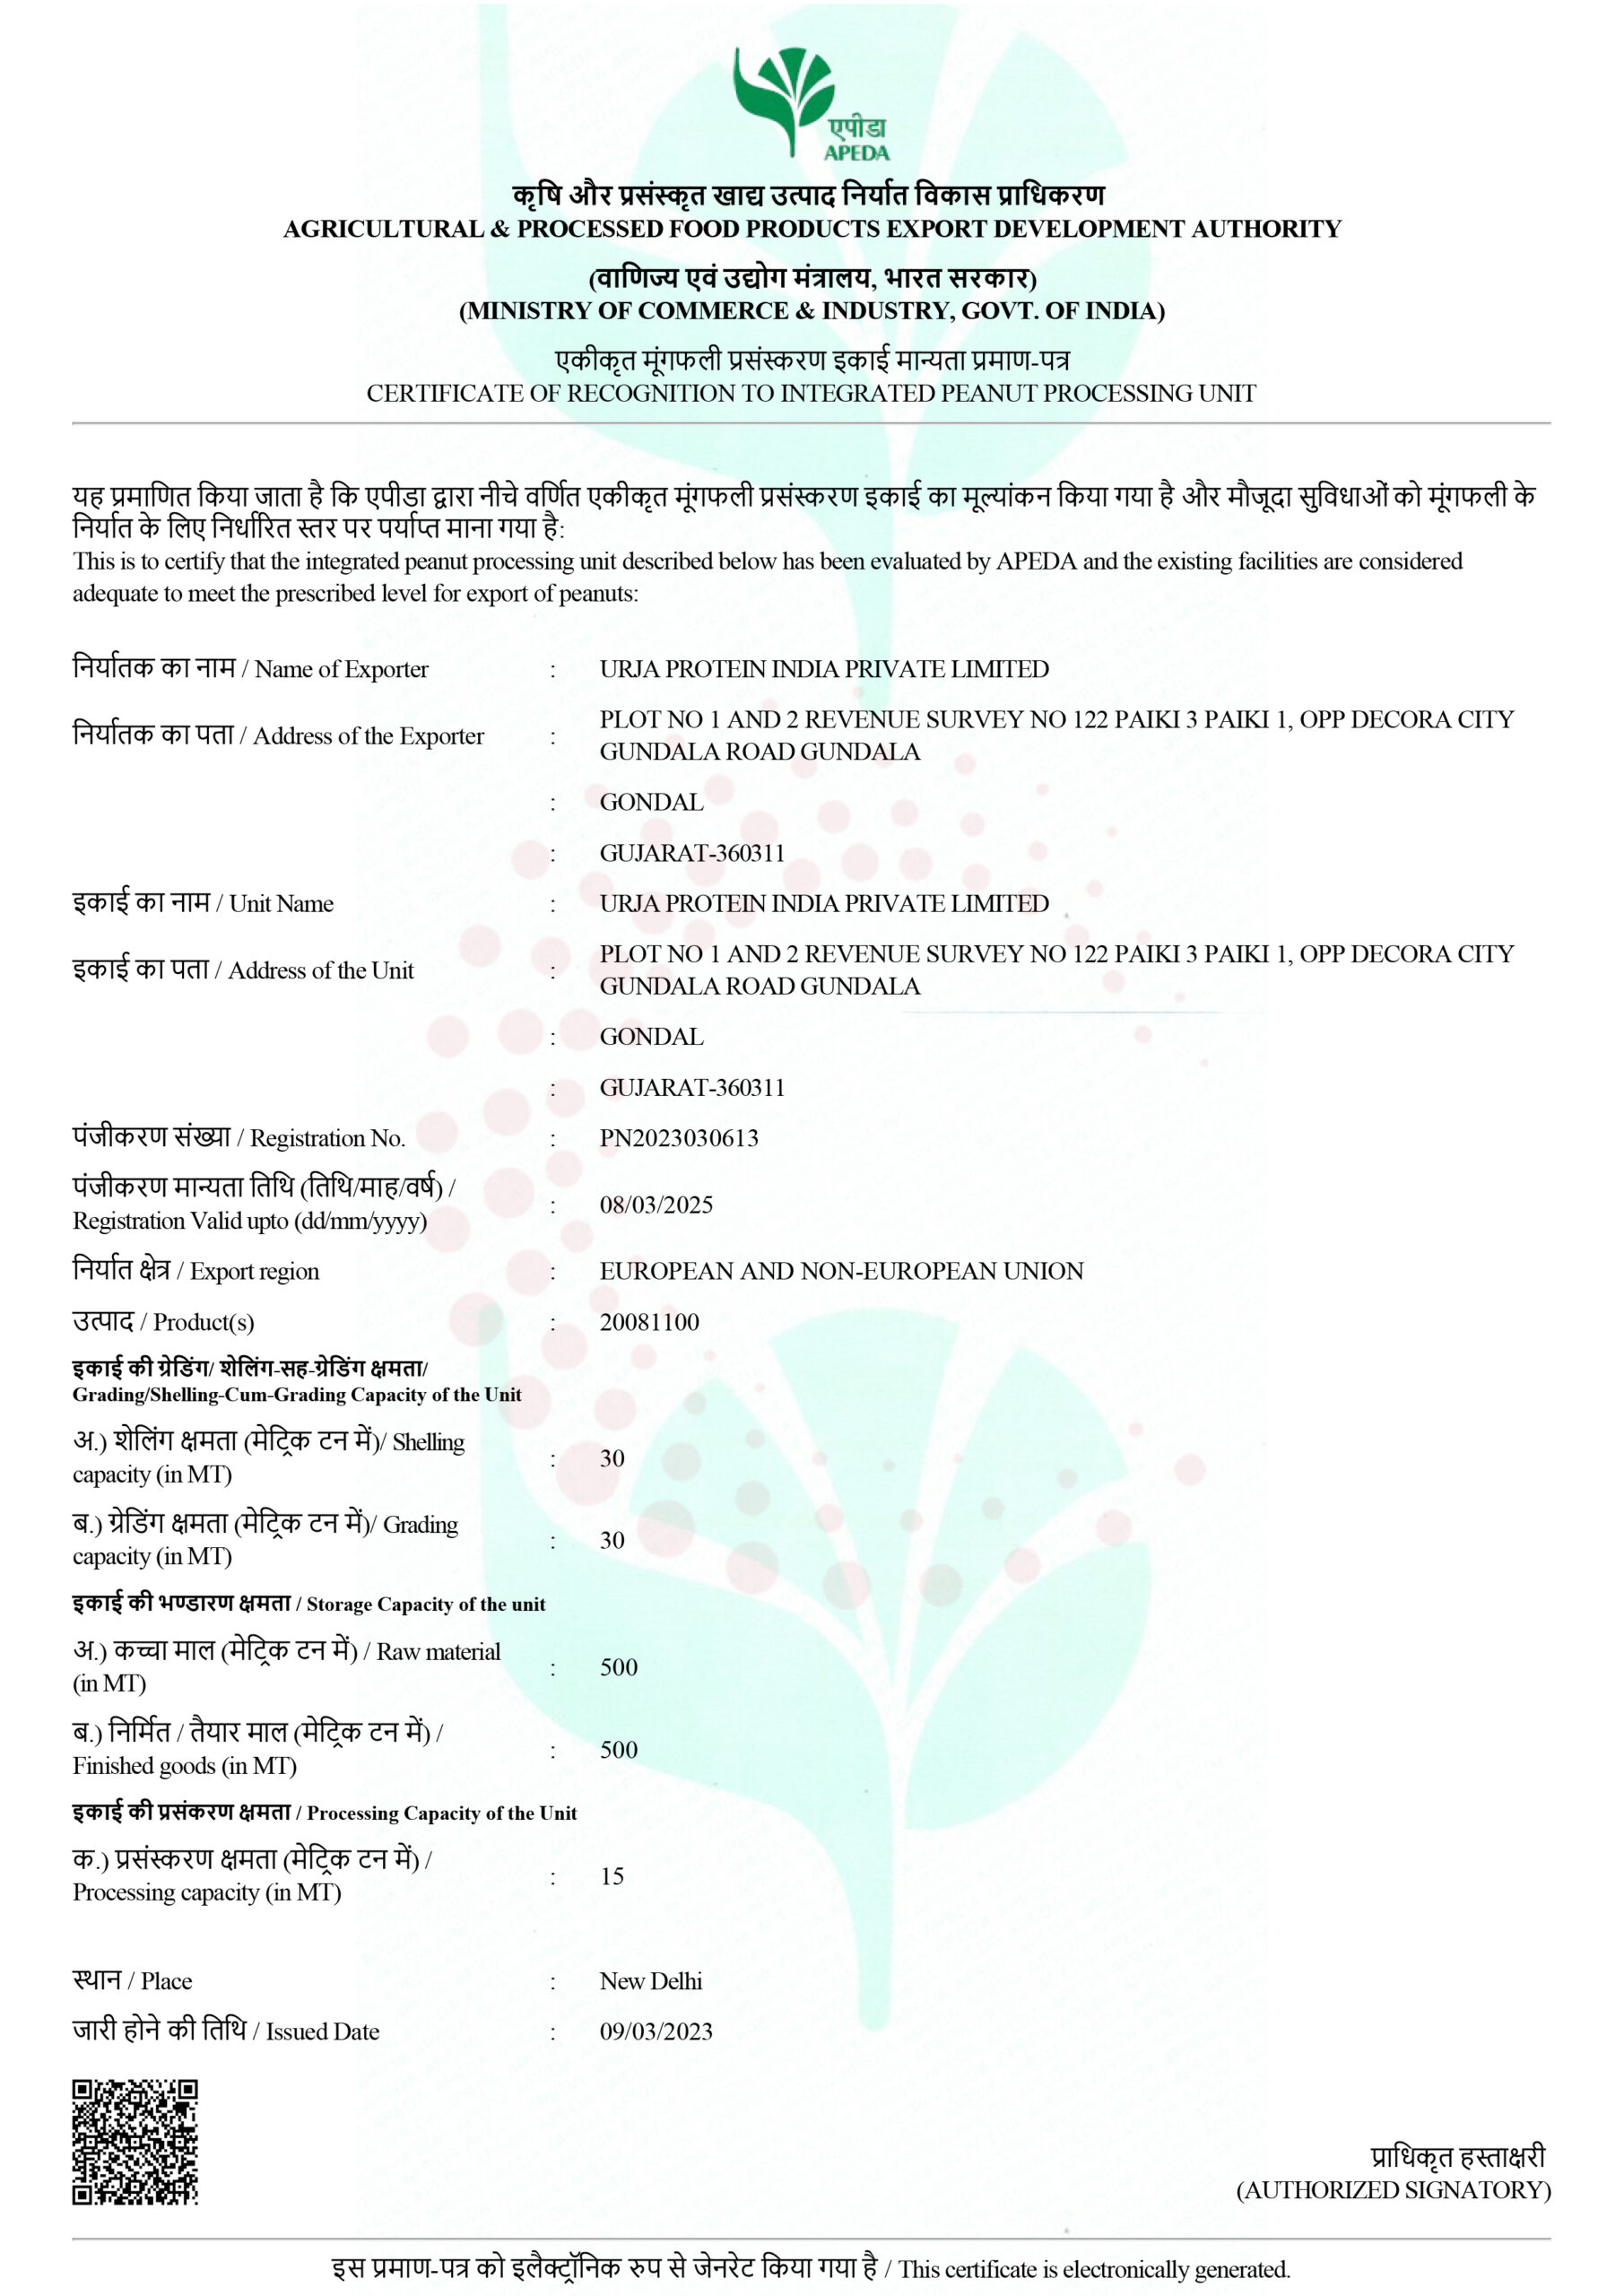 एपीडा
APEDA
कृषि और प्रसंस्कृत खाद्य उत्पाद निर्यात विकास प्राधिकरण
AGRICULTURAL & PROCESSED FOOD PRODUCTS EXPORT DEVELOPMENT AUTHORITY
(वाणिज्य एवं उद्योग मंत्रालय, भारत सरकार)
(MINISTRY OF COMMERCE & INDUSTRY, GOVT. OF INDIA)
एकीकृत मूंगफली प्रसंस्करण इकाई मान्यता प्रमाण-पत्र
CERTIFICATE OF RECOGNITION TO INTEGRATED PEANUT PROCESSING UNIT
यह प्रमाणित किया जाता है कि एपीडा द्वारा नीचे वर्णित एकीकृत मूंगफली प्रसंस्करण इकाई का मूल्यांकन किया गया है और मौजूदा सुविधाओं को मूंगफली के
निर्यात के लिए निर्धारित स्तर पर पर्याप्त माना गया है:
This is to certify that the integrated peanut processing unit described below has been evaluated by APEDA and the existing facilities are considered
adequate to meet the prescribed level for export of peanuts:
निर्यातक का नाम / Name of Exporter : URJA PROTEIN INDIA PRIVATE LIMITED
निर्यातक का पता / Address of the Exporter : PLOT NO 1 AND 2 REVENUE SURVEY NO 122 PAIKI 3 PAIKI 1, OPP DECORA CITY
GUNDALA ROAD GUNDALA
: GONDAL
: GUJARAT-360311
इकाई का नाम / Unit Name : URJA PROTEIN INDIA PRIVATE LIMITED
इकाई का पता / Address of the Unit : PLOT NO 1 AND 2 REVENUE SURVEY NO 122 PAIKI 3 PAIKI 1, OPP DECORA CITY
GUNDALA ROAD GUNDALA
: GONDAL
: GUJARAT-360311
पंजीकरण संख्या / Registration No. : PN2023030613
पंजीकरण मान्यता तिथि (तिथि/माह/वर्ष) /
Registration Valid upto (dd/mm/yyyy) : 08/03/2025
निर्यात क्षेत्र / Export region : EUROPEAN AND NON-EUROPEAN UNION
उत्पाद / Product(s) : 20081100
इकाई की ग्रेडिंग/ शेलिंग-सह-ग्रेडिंग क्षमता/
Grading/Shelling-Cum-Grading Capacity of the Unit
अ.) शेलिंग क्षमता (मेट्रिक टन में)/ Shelling
capacity (in MT) : 30
ब.) ग्रेडिंग क्षमता (मेट्रिक टन में)/ Grading
capacity (in MT) : 30
इकाई की भण्डारण क्षमता / Storage Capacity of the unit
अ.) कच्चा माल (मेट्रिक टन में) / Raw material
(in MT) : 500
ब.) निर्मित / तैयार माल (मेट्रिक टन में) /
Finished goods (in MT) : 500
इकाई की प्रसंकरण क्षमता / Processing Capacity of the Unit
क.) प्रसंस्करण क्षमता (मेट्रिक टन में) /
Processing capacity (in MT) : 15
स्थान / Place : New Delhi
जारी होने की तिथि / Issued Date : 09/03/2023
प्राधिकृत हस्ताक्षरी
(AUTHORIZED SIGNATORY)
इस प्रमाण-पत्र को इलैक्ट्रॉनिक रुप से जेनरेट किया गया है / This certificate is electronically generated.